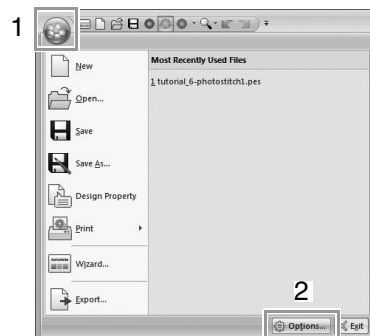 1
New
Open...
Save
Save As...
Design Property
Print
Wizard...
Export...
Most Recently Used Files
1 tutorial_6-photostitch1.pes
2
Options...
Exit